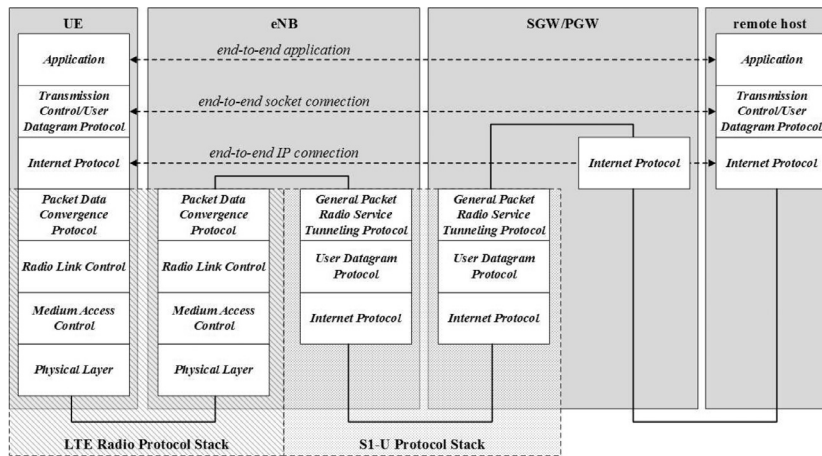 UE
eNB
SGW/PGW
remote host
Application
end-to-end application
Application
Transmission
Control/User
Datagram Protocol
end-to-end socket connection
Transmission
Control/User
Datagram Protocol
Internet Protocol
end-to-end IP connection
Internet Protocol
Internet Protocol
Packet Data
Convergence
Protocol
Packet Data
Convergence
Protocol
General Packet
Radio Service
Tunneling Protocol
General Packet
Radio Service
Tunneling Protocol
Radio Link Control
Radio Link Control
User Datagram
Protocol
User Datagram
Protocol
Medium Access
Control
Medium Access
Control
Internet Protocol
Internet Protocol
Physical Layer
Physical Layer
LTE Radio Protocol Stack
S1-U Protocol Stack